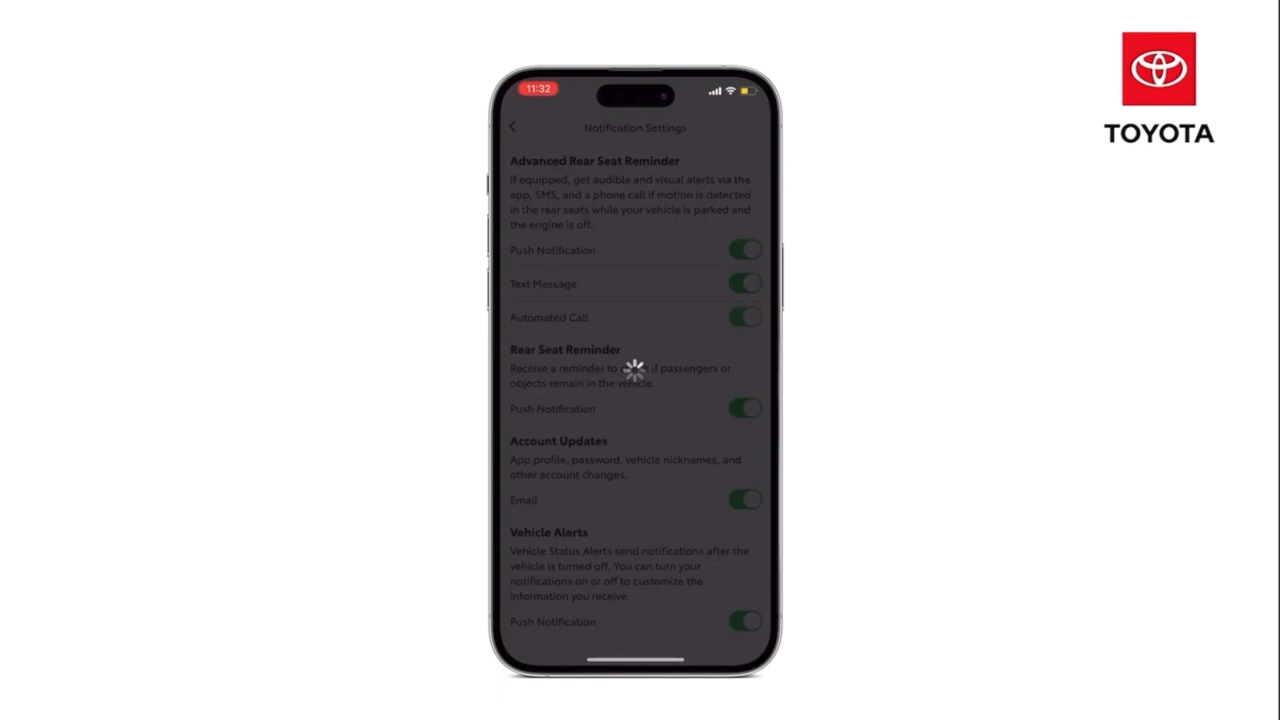 TOYOTA
11:32
Notification Settings
Advanced Rear Seat Reminder
If equipped, get audible and visual alerts via the
app, SMS, and a phone call if motion is detected
in the rear seats while your vehicle is parked and
the engine is off.
Push Notification
Text Message
Automated Call
Rear Seat Reminder
Receive a reminder to if passengers or
objects remain in the vehicle.
Push Notification
Account Updates
App profile, password, vehicle nicknames, and
other account changes.
Email
Vehicle Alerts
Vehicle Status Alerts send notifications after the
vehicle is turned off. You can turn your
notifications on or off to customize the
information you receive.
Push Notification